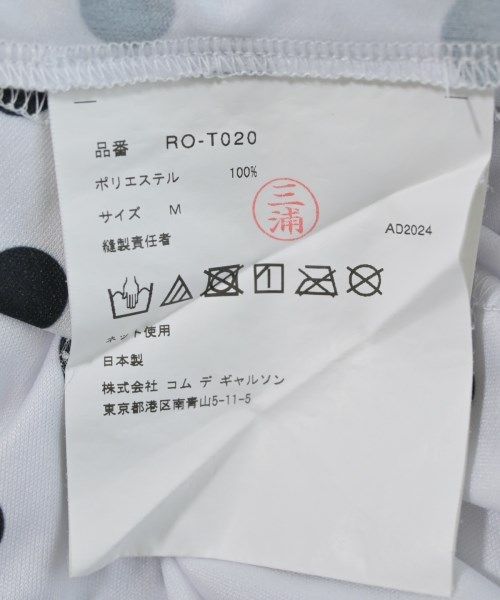 品番 RO-T020
ポリエステル 100%
サイズ M
三浦
縫製責任者
AD2024
ネット使用
日本製
株式会社 コム デ ギャルソン
東京都港区南青山5-11-5